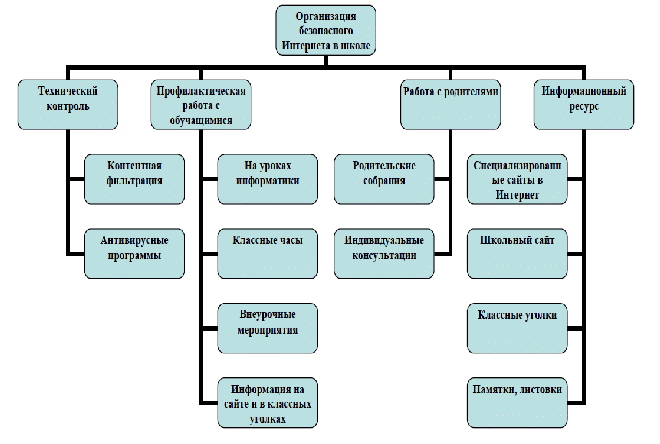 Организация
безопасного
Интернета в школе
Технический
контроль
Профилактическая
работа с
обучащимися
Работа с родителями
Информационный
ресурс
Контентная
фильтрация
На уроках
информатики
Родительские
собрания
Специализированн
ые сайты в
Интернет
Антивирусные
программы
Классные часы
Индивидуальные
консультации
Школьный сайт
Внеурочные
мероприятия
Классные уголки
Информация на
сайте и в классных
уголках
Памятки, листовки